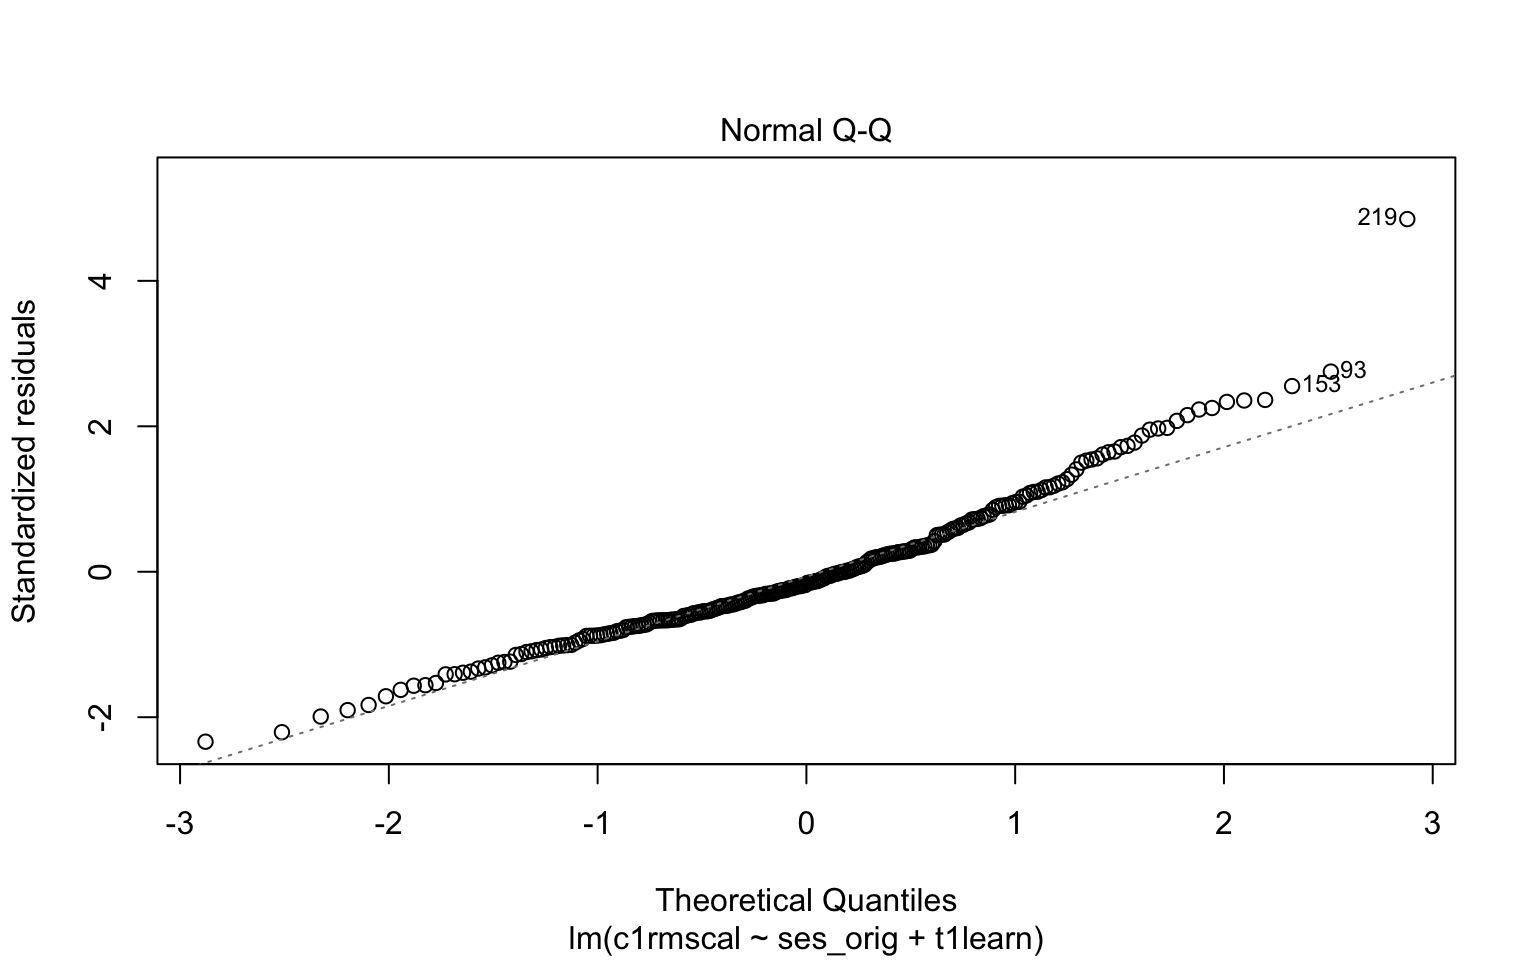 Normal Q-Q
Standardized residuals
4
2
0
-2
219
93
153
-3 -2 -1 0 1 2 3
Theoretical Quantiles
lm(c1rmscal ~ ses_orig + t1learn)